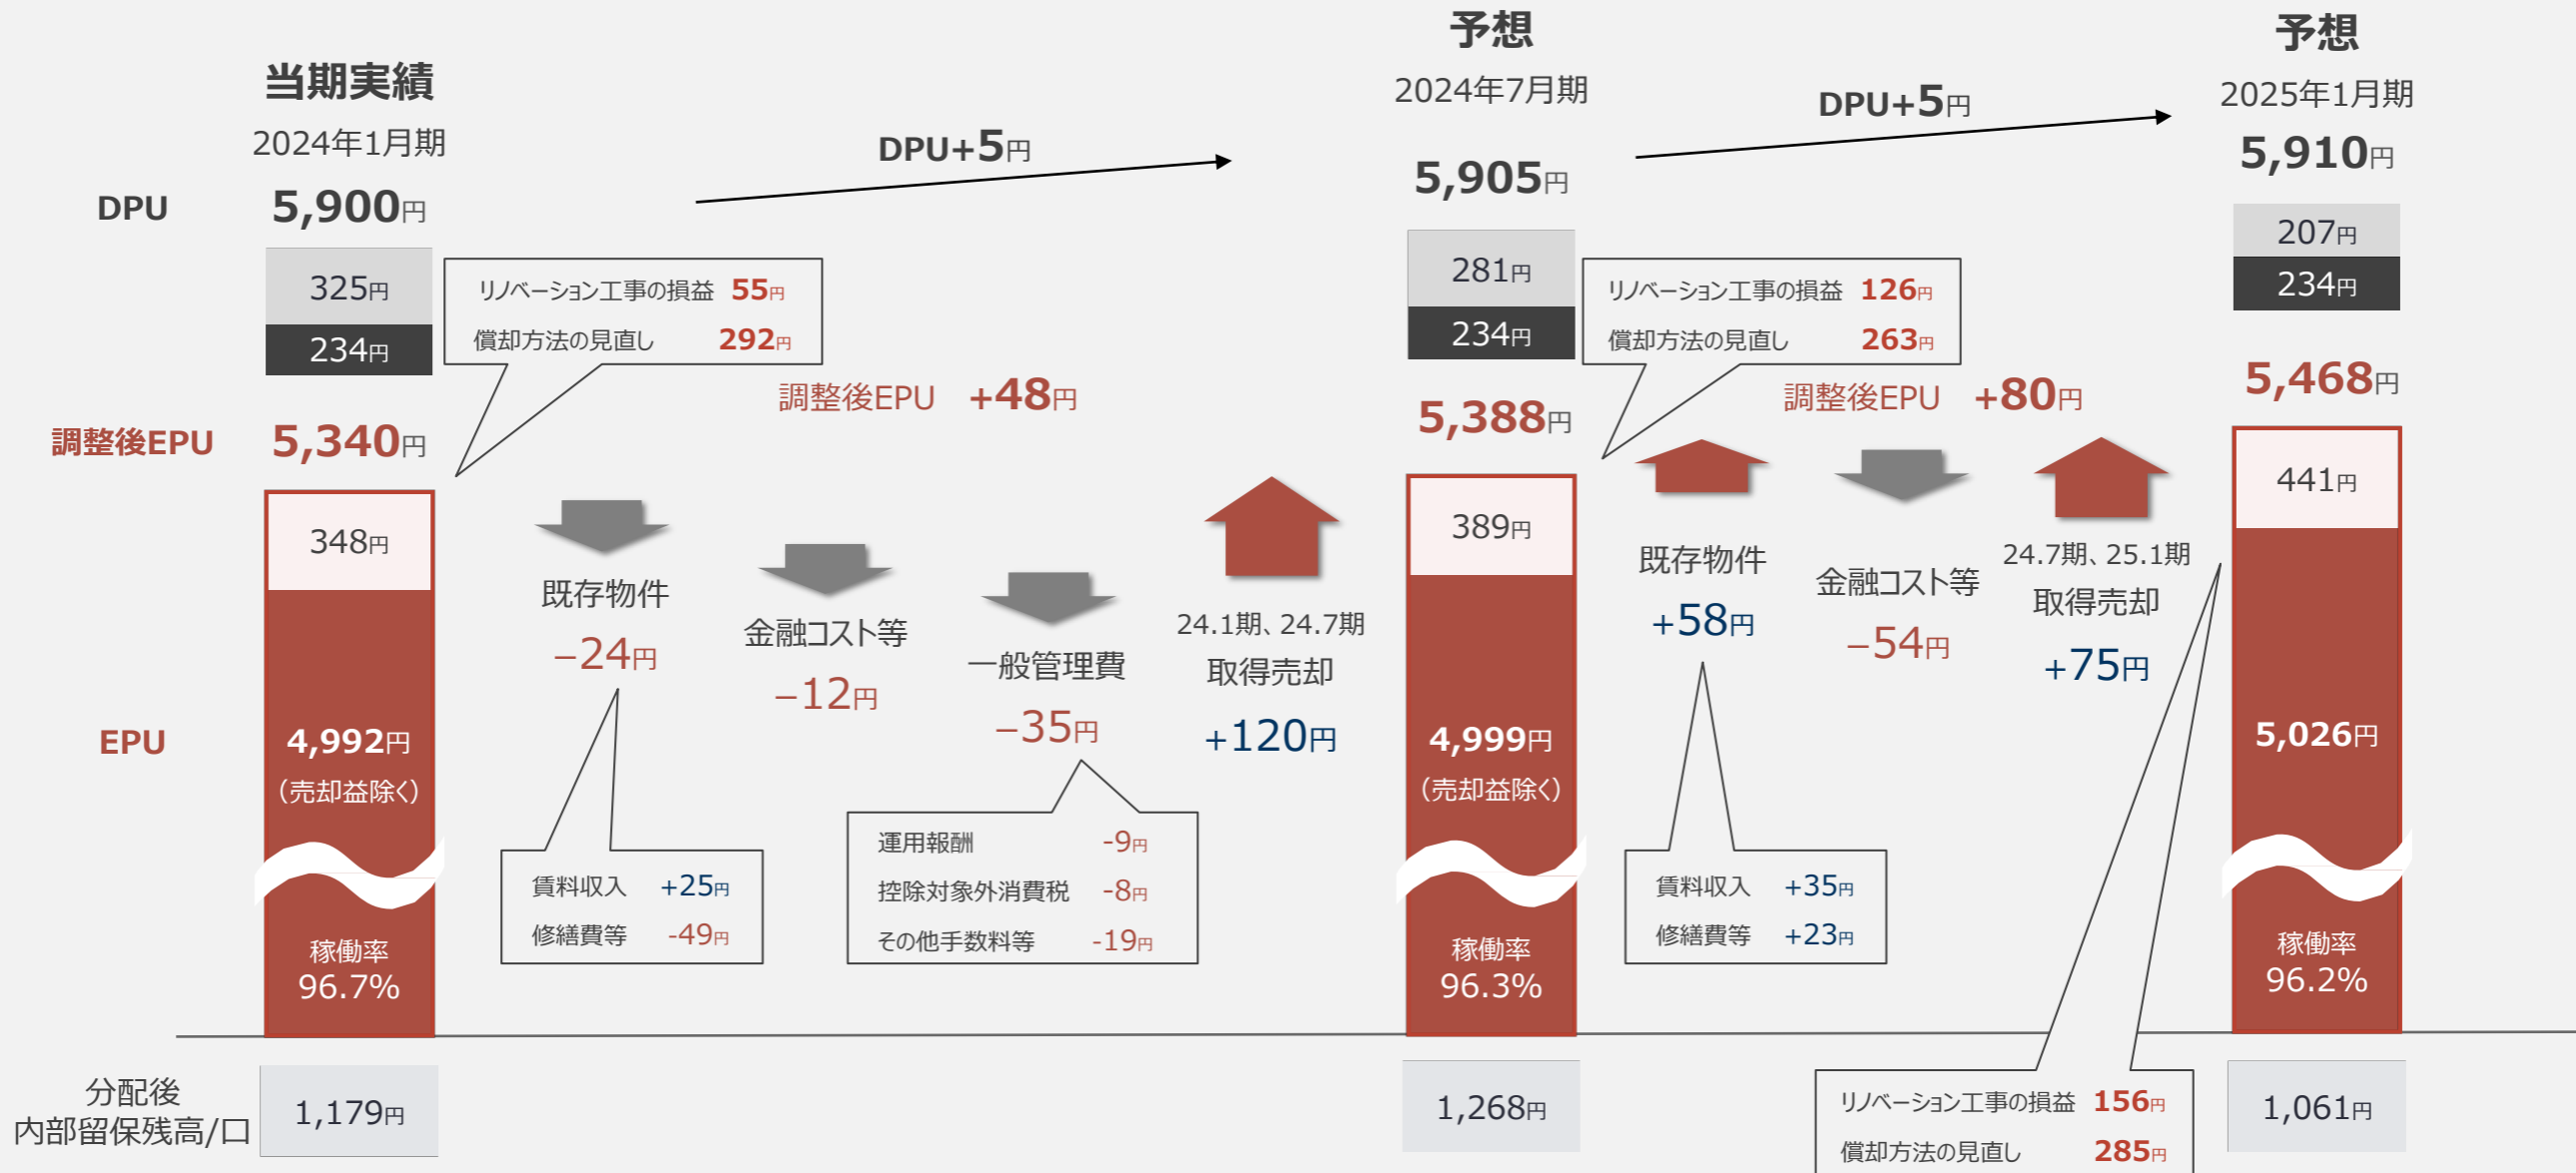 当期実績
2024年1月期
予想
2024年7月期
予想
2025年1月期
DPU
5,900円
DPU+5円
5,905円
DPU+5円
5,910円
325円
234円
リノベーション工事の損益 55円
償却方法の見直し 292円
281円
234円
リノベーション工事の損益 126円
償却方法の見直し 263円
207円
234円
調整後EPU
5,340円
調整後EPU +48円
5,388円
調整後EPU +80円
5,468円
348円
389円
441円
既存物件
−24円
金融コスト等
−12円
一般管理費
−35円
24.1期、24.7期
取得売却
+120円
既存物件
+58円
金融コスト等
−54円
24.7期、25.1期
取得売却
+75円
EPU
4,992円
（売却益除く）
4,999円
（売却益除く）
5,026円
賃料収入 +25円
修繕費等 -49円
運用報酬 -9円
控除対象外消費税 -8円
その他手数料等 -19円
賃料収入 +35円
修繕費等 +23円
稼働率
96.7%
稼働率
96.3%
稼働率
96.2%
分配後
内部留保残高/口
1,179円
1,268円
リノベーション工事の損益 156円
償却方法の見直し 285円
1,061円